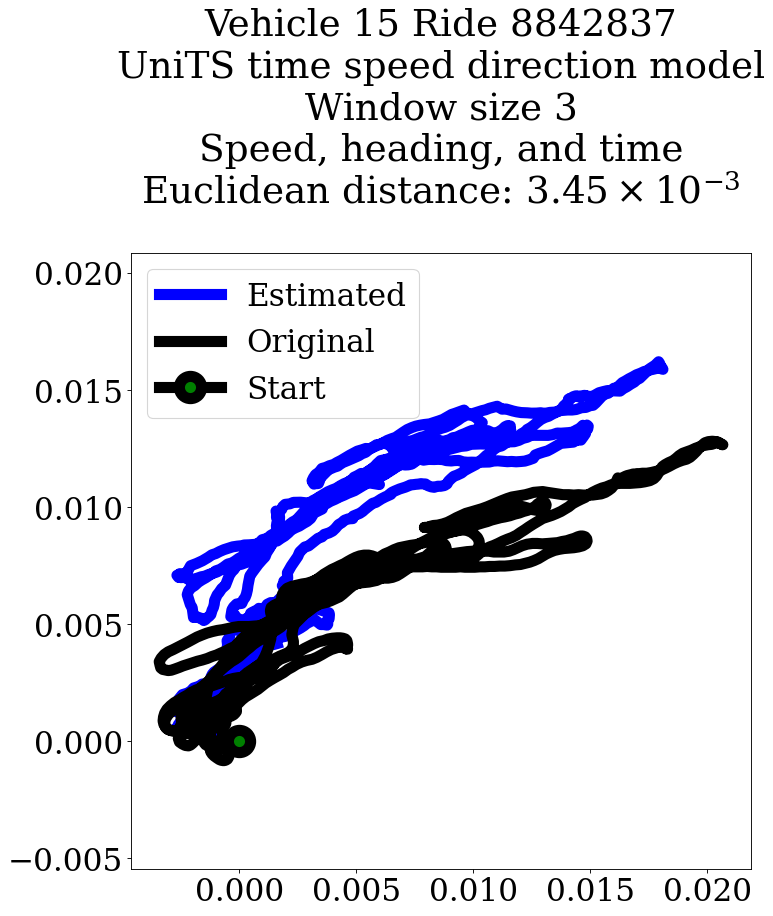 Vehicle 15 Ride 8842837
UniTS time speed direction model
Window size 3
Speed, heading, and time
Euclidean distance: 3.45 × 10⁻³
0.020
Estimated
Original
0.015
Start
0.010
0.005
0.000
−0.005
0.000 0.005 0.010 0.015 0.020